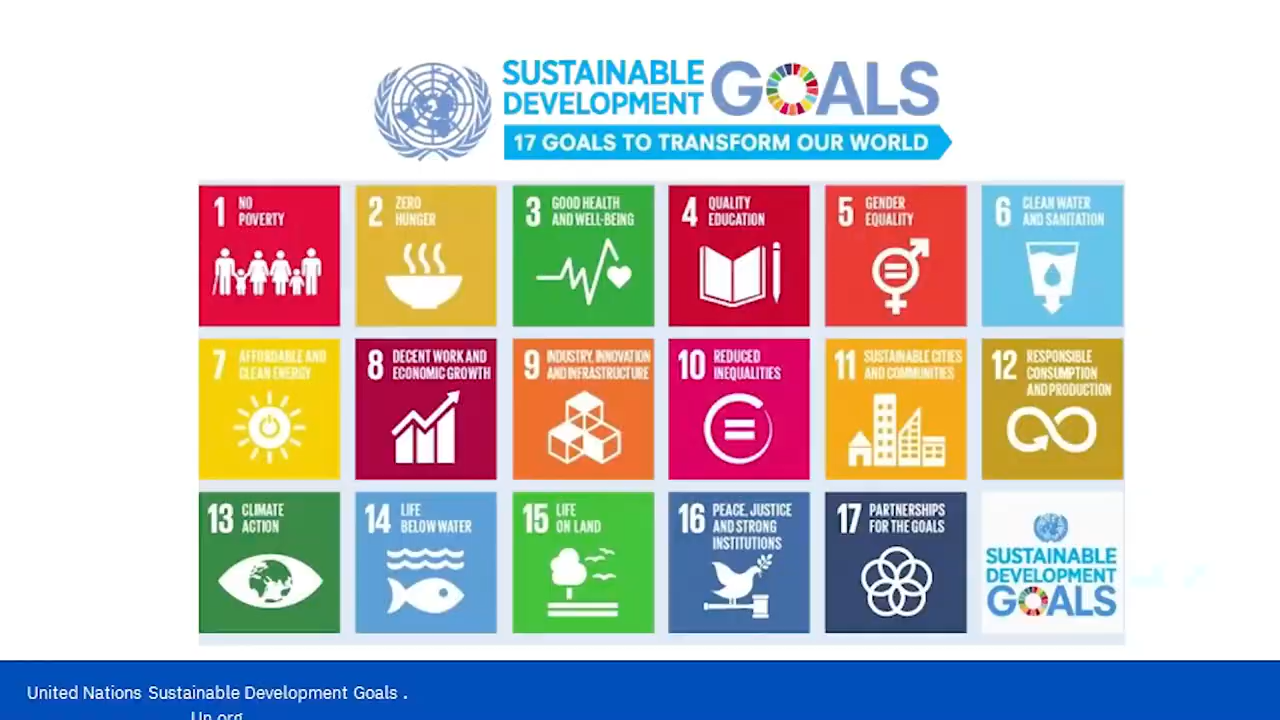 SUSTAINABLE
DEVELOPMENT
GOALS
17 GOALS TO TRANSFORM OUR WORLD
1 NO
POVERTY
2 ZERO
HUNGER
3 GOOD HEALTH
AND WELL-BEING
4 QUALITY
EDUCATION
5 GENDER
EQUALITY
6 CLEAN WATER
AND SANITATION
7 AFFORDABLE AND
CLEAN ENERGY
8 DECENT WORK AND
ECONOMIC GROWTH
9 INDUSTRY, INNOVATION
AND INFRASTRUCTURE
10 REDUCED
INEQUALITIES
11 SUSTAINABLE CITIES
AND COMMUNITIES
12 RESPONSIBLE
CONSUMPTION
AND PRODUCTION
13 CLIMATE
ACTION
14 LIFE
BELOW WATER
15 LIFE
ON LAND
16 PEACE, JUSTICE
AND STRONG
INSTITUTIONS
17 PARTNERSHIPS
FOR THE GOALS
SUSTAINABLE
DEVELOPMENT
GOALS
United Nations Sustainable Development Goals .
Un.org